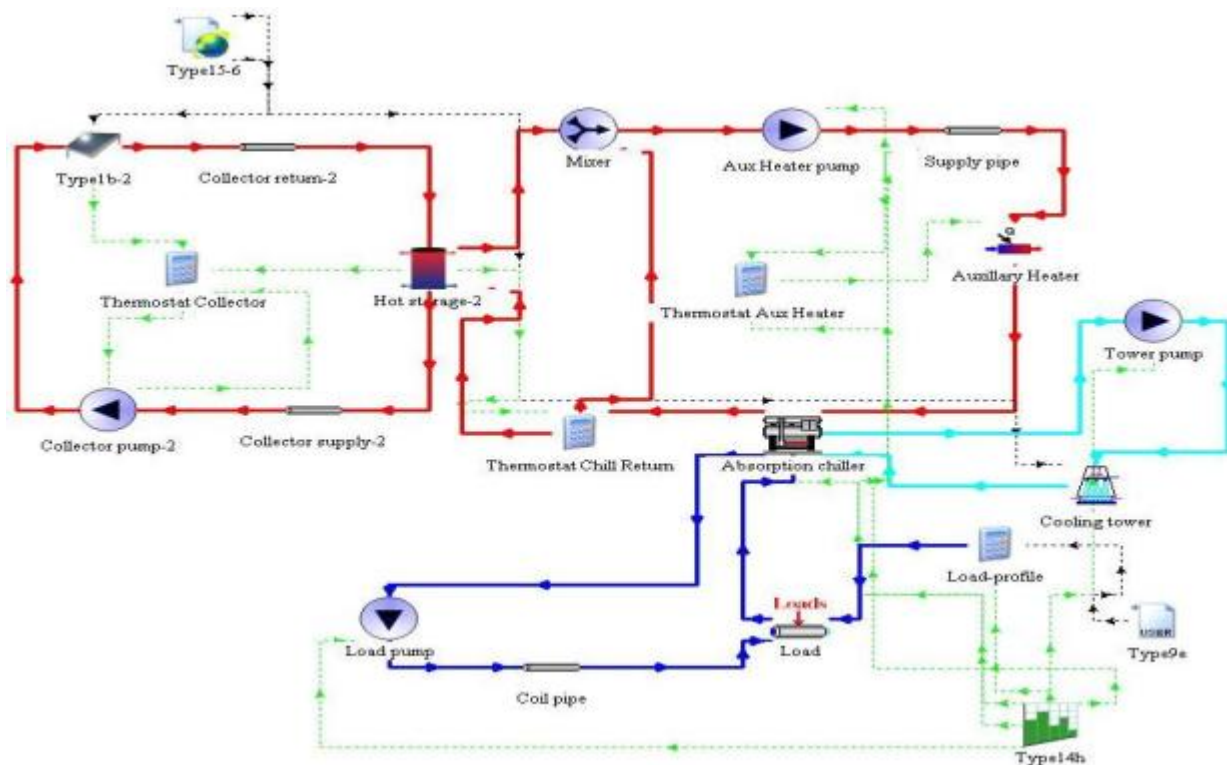 Type15-6
Type1b-2
Collector return-2
Mixer
Aux Heater pump
Supply pipe
Thermostat Collector
Hot storage-2
Thermostat Aux Heater
Auxillary Heater
Tower pump
Collector pump-2
Collector supply-2
Thermostat Chill Return
Absorption chiller
Cooling tower
Load-profile
Loads
Load pump
Load
USER
Type9e
Coil pipe
Type14h